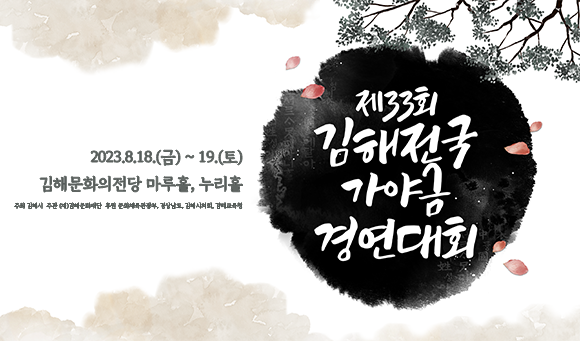 제33회
김해전국
가야금
경연대회
2023.8.18.(금) ~ 19.(토)
김해문화의전당 마루홀, 누리홀
주최 김해시 주관 (재)김해문화재단 후원 문화체육관광부, 경상남도, 김해시의회, 김해교육청